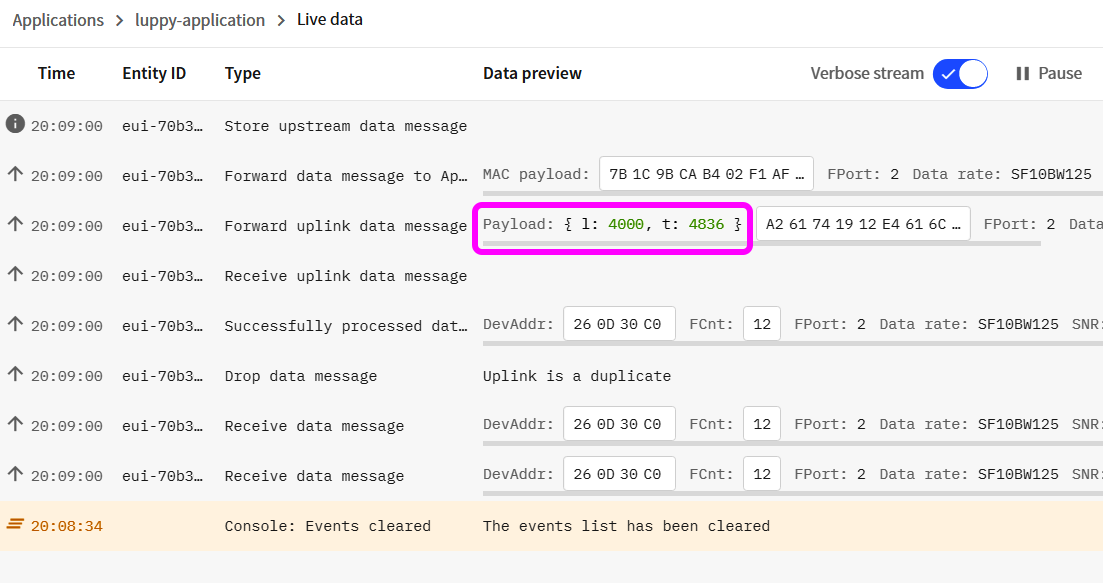 Applications > luppy-application > Live data
Time Entity ID Type Data preview Verbose stream Pause
20:09:00 eui-70b3… Store upstream data message
20:09:00 eui-70b3… Forward data message to Ap… MAC payload: 7B 1C 9B CA B4 02 F1 AF … FPort: 2 Data rate: SF10BW125
20:09:00 eui-70b3… Forward uplink data message Payload: { l: 4000, t: 4836 } A2 61 74 19 12 E4 61 6C … FPort: 2 Data
20:09:00 eui-70b3… Receive uplink data message
20:09:00 eui-70b3… Successfully processed dat… DevAddr: 26 0D 30 C0 FCnt: 12 FPort: 2 Data rate: SF10BW125 SNR:
20:09:00 eui-70b3… Drop data message Uplink is a duplicate
20:09:00 eui-70b3… Receive data message DevAddr: 26 0D 30 C0 FCnt: 12 FPort: 2 Data rate: SF10BW125 SNR:
20:09:00 eui-70b3… Receive data message DevAddr: 26 0D 30 C0 FCnt: 12 FPort: 2 Data rate: SF10BW125 SNR:
20:08:34 Console: Events cleared The events list has been cleared